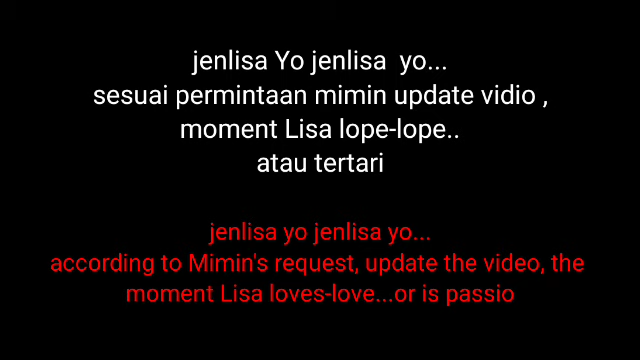 jenlisa Yo jenlisa yo...
sesuai permintaan mimin update vidio ,
moment Lisa lope-lope..
atau tertari
jenlisa yo jenlisa yo...
according to Mimin's request, update the video, the
moment Lisa loves-love...or is passio